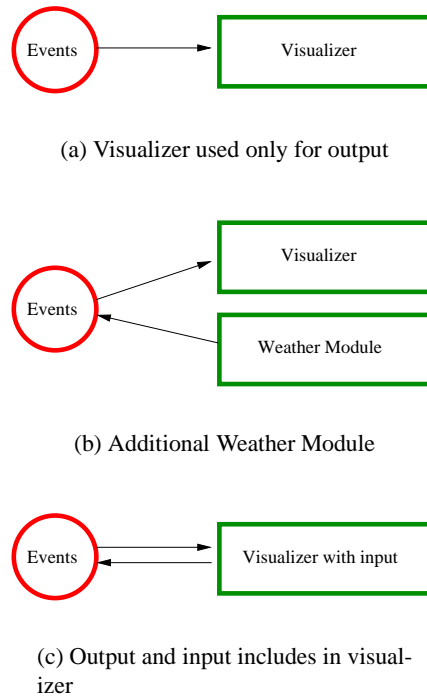 Events
Visualizer
(a) Visualizer used only for output
Visualizer
Events
Weather Module
(b) Additional Weather Module
Events
Visualizer with input
(c) Output and input includes in visual-
izer